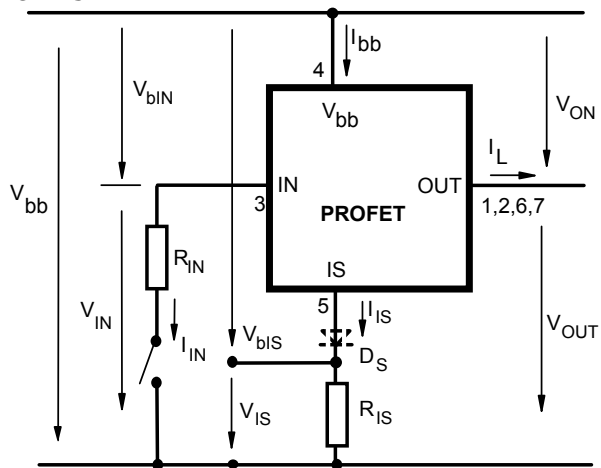 I bb
4
V bb
V bIN
V ON
I L
IN
OUT
3
PROFET
1,2,6,7
V bb
R IN
IS
5
I IS
V IN
I IN
V bIS
D S
V OUT
V IS
R IS